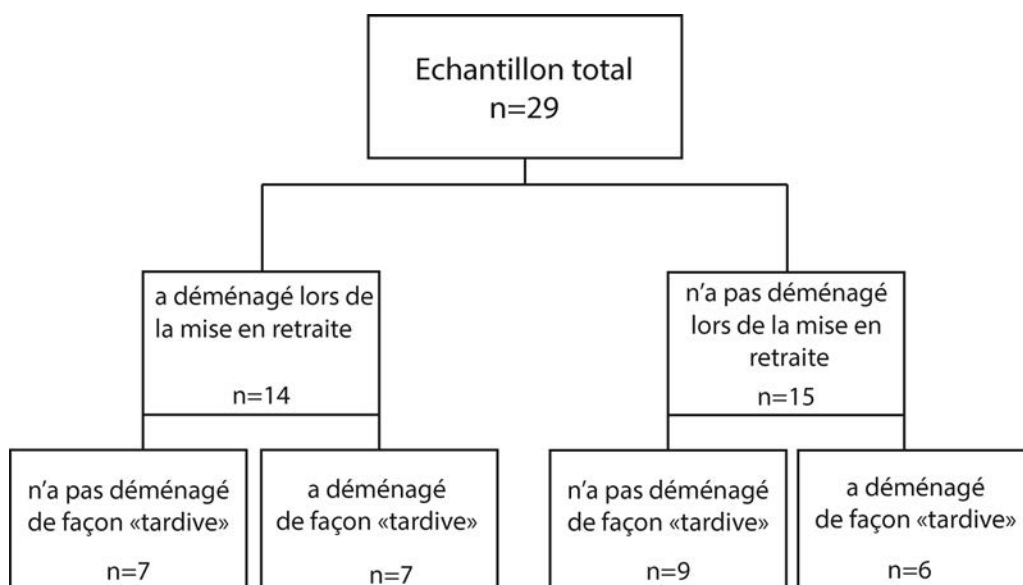 Echantillon total
n=29
a déménagé lors de
la mise en retraite
n=14
n'a pas déménagé
lors de la mise en
retraite
n=15
n'a pas déménagé
de façon «tardive»
n=7
a déménagé
de façon «tardive»
n=7
n'a pas déménagé
de façon «tardive»
n=9
a déménagé
de façon «tardive»
n=6